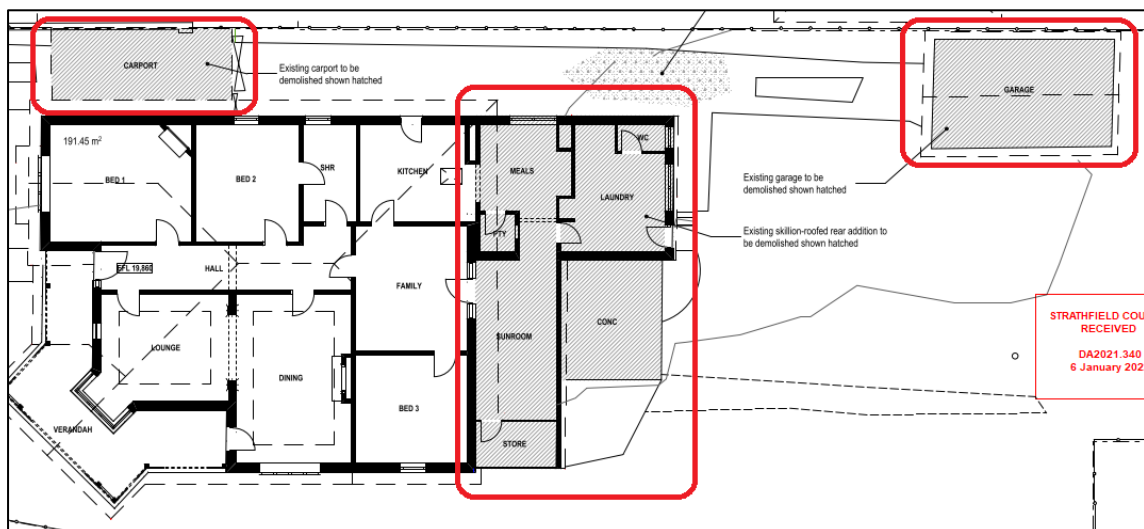 CARPORT
Existing carport to be
demolished shown hatched
GARAGE
191.45 m²
BED 1
BED 2
SHR
KITCHEN
MEALS
WC
LAUNDRY
Existing garage to be
demolished shown hatched
Existing skillion-roofed rear addition to
be demolished shown hatched
PTY
EFL 19,860
HALL
FAMILY
SUNROOM
CONC
LOUNGE
DINING
BED 3
VERANDAH
STORE
STRATHFIELD COU
RECEIVED
DA2021.340
6 January 202